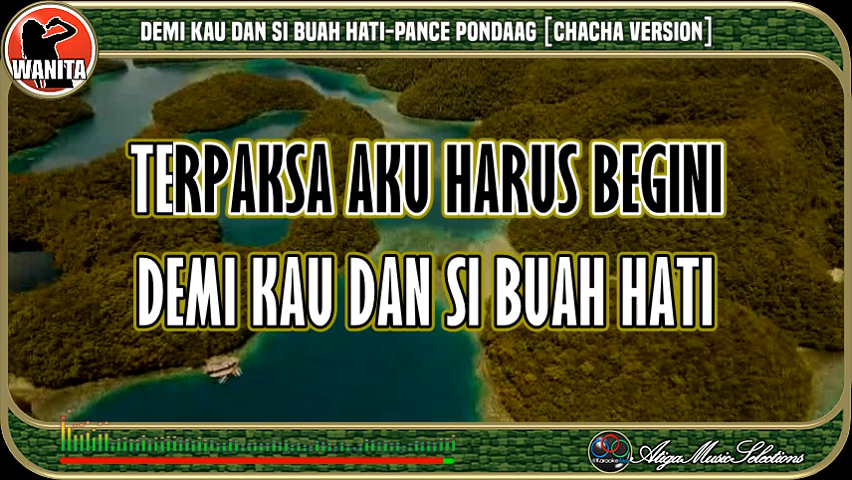 DEMI KAU DAN SI BUAH HATI-PANCE PONDAAG [CHACHA VERSION]
WANITA
TERPAKSA AKU HARUS BEGINI
DEMI KAU DAN SI BUAH HATI
AtigaMusicSelections